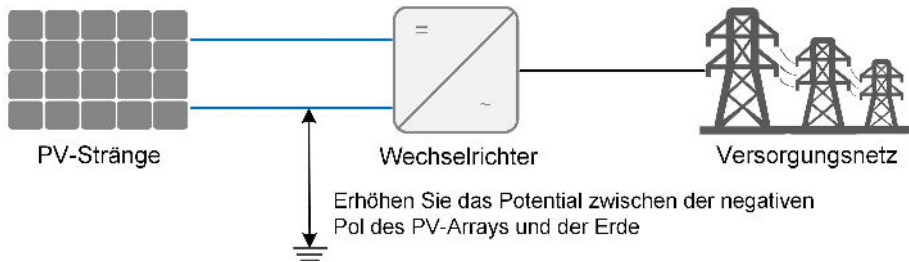 PV-Stränge
Wechselrichter
Versorgungsnetz
Erhöhen Sie das Potential zwischen der negativen
Pol des PV-Arrays und der Erde